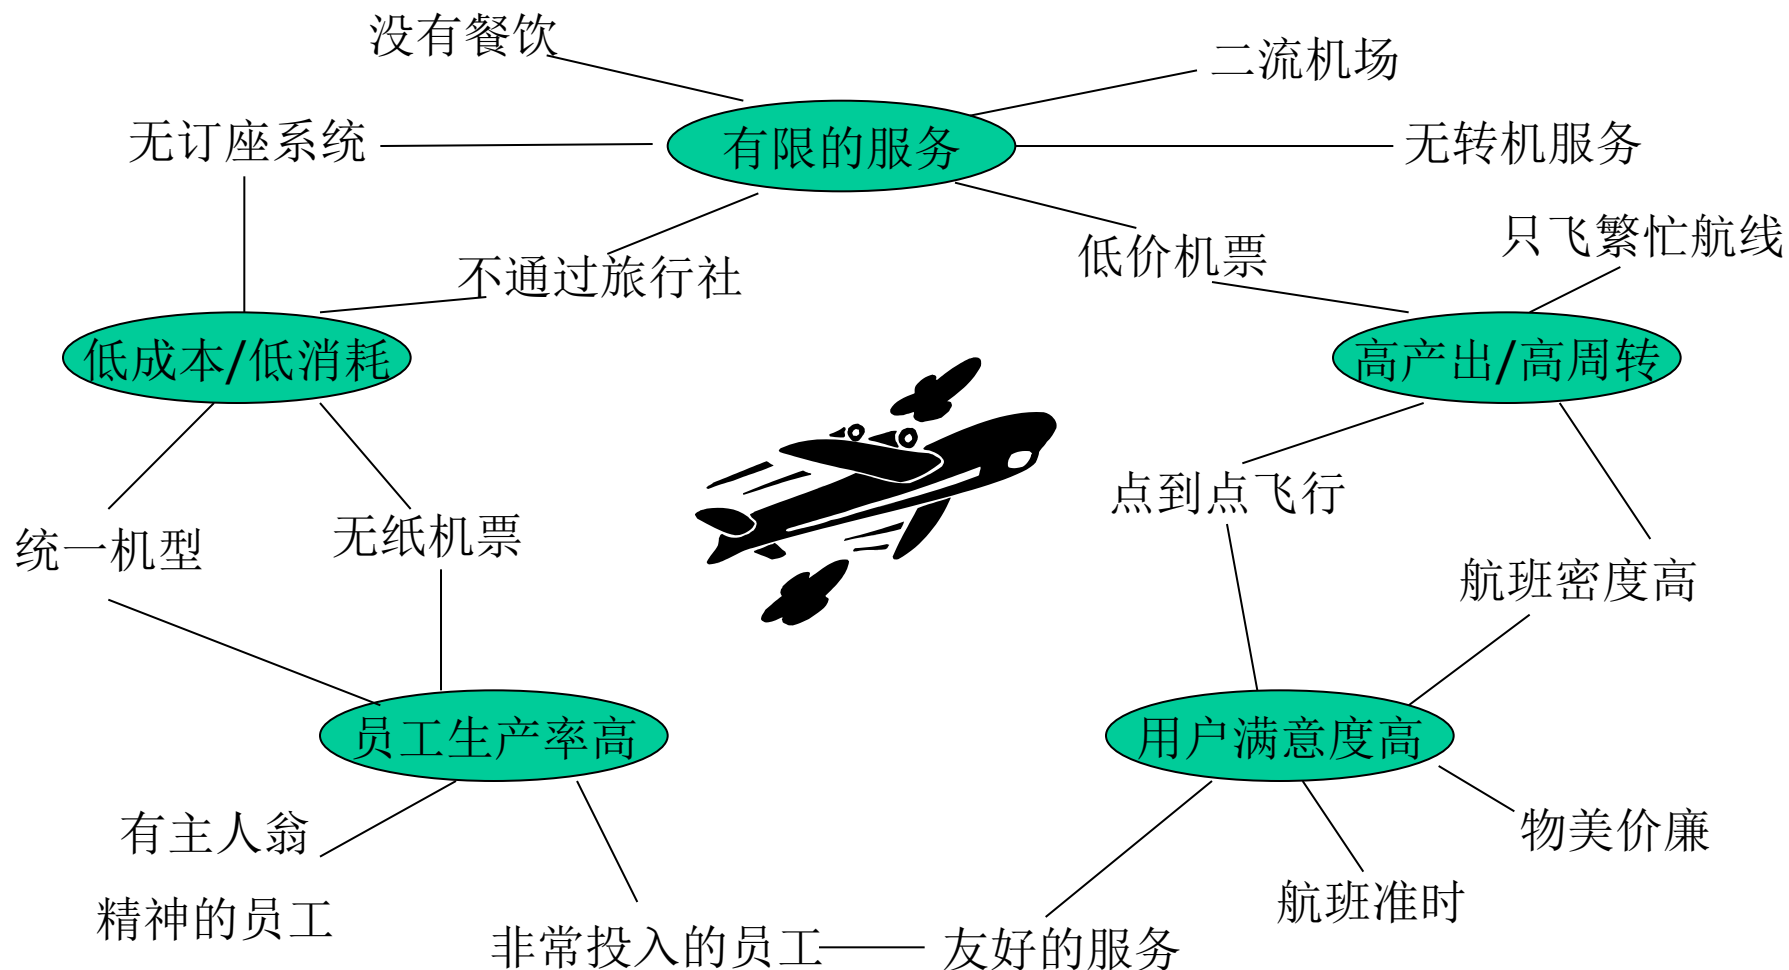 没有餐饮
二流机场
无订座系统
有限的服务
无转机服务
只飞繁忙航线
低价机票
不通过旅行社
低成本/低消耗
高产出/高周转
点到点飞行
统一机型
无纸机票
航班密度高
员工生产率高
用户满意度高
有主人翁
精神的员工
物美价廉
航班准时
非常投入的员工
友好的服务